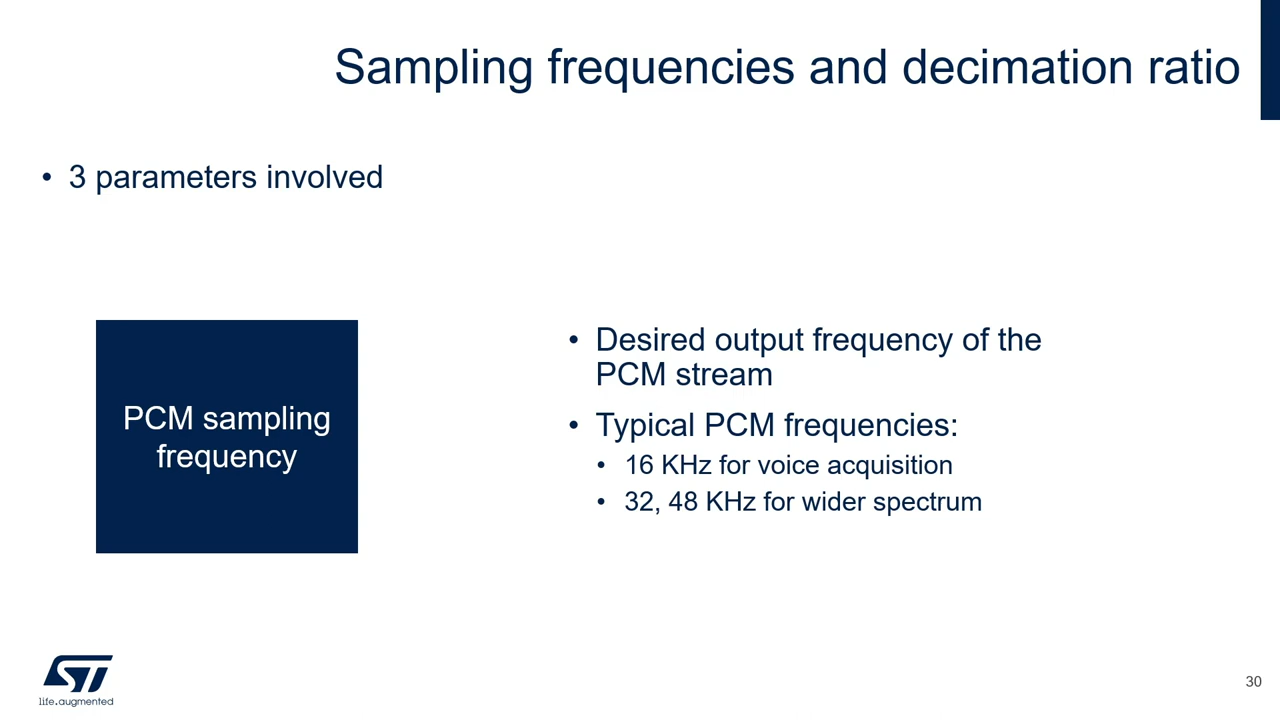 Sampling frequencies and decimation ratio
• 3 parameters involved
PCM sampling
frequency
• Desired output frequency of the
PCM stream
• Typical PCM frequencies:
• 16 KHz for voice acquisition
• 32, 48 KHz for wider spectrum
ST
life.augmented
30